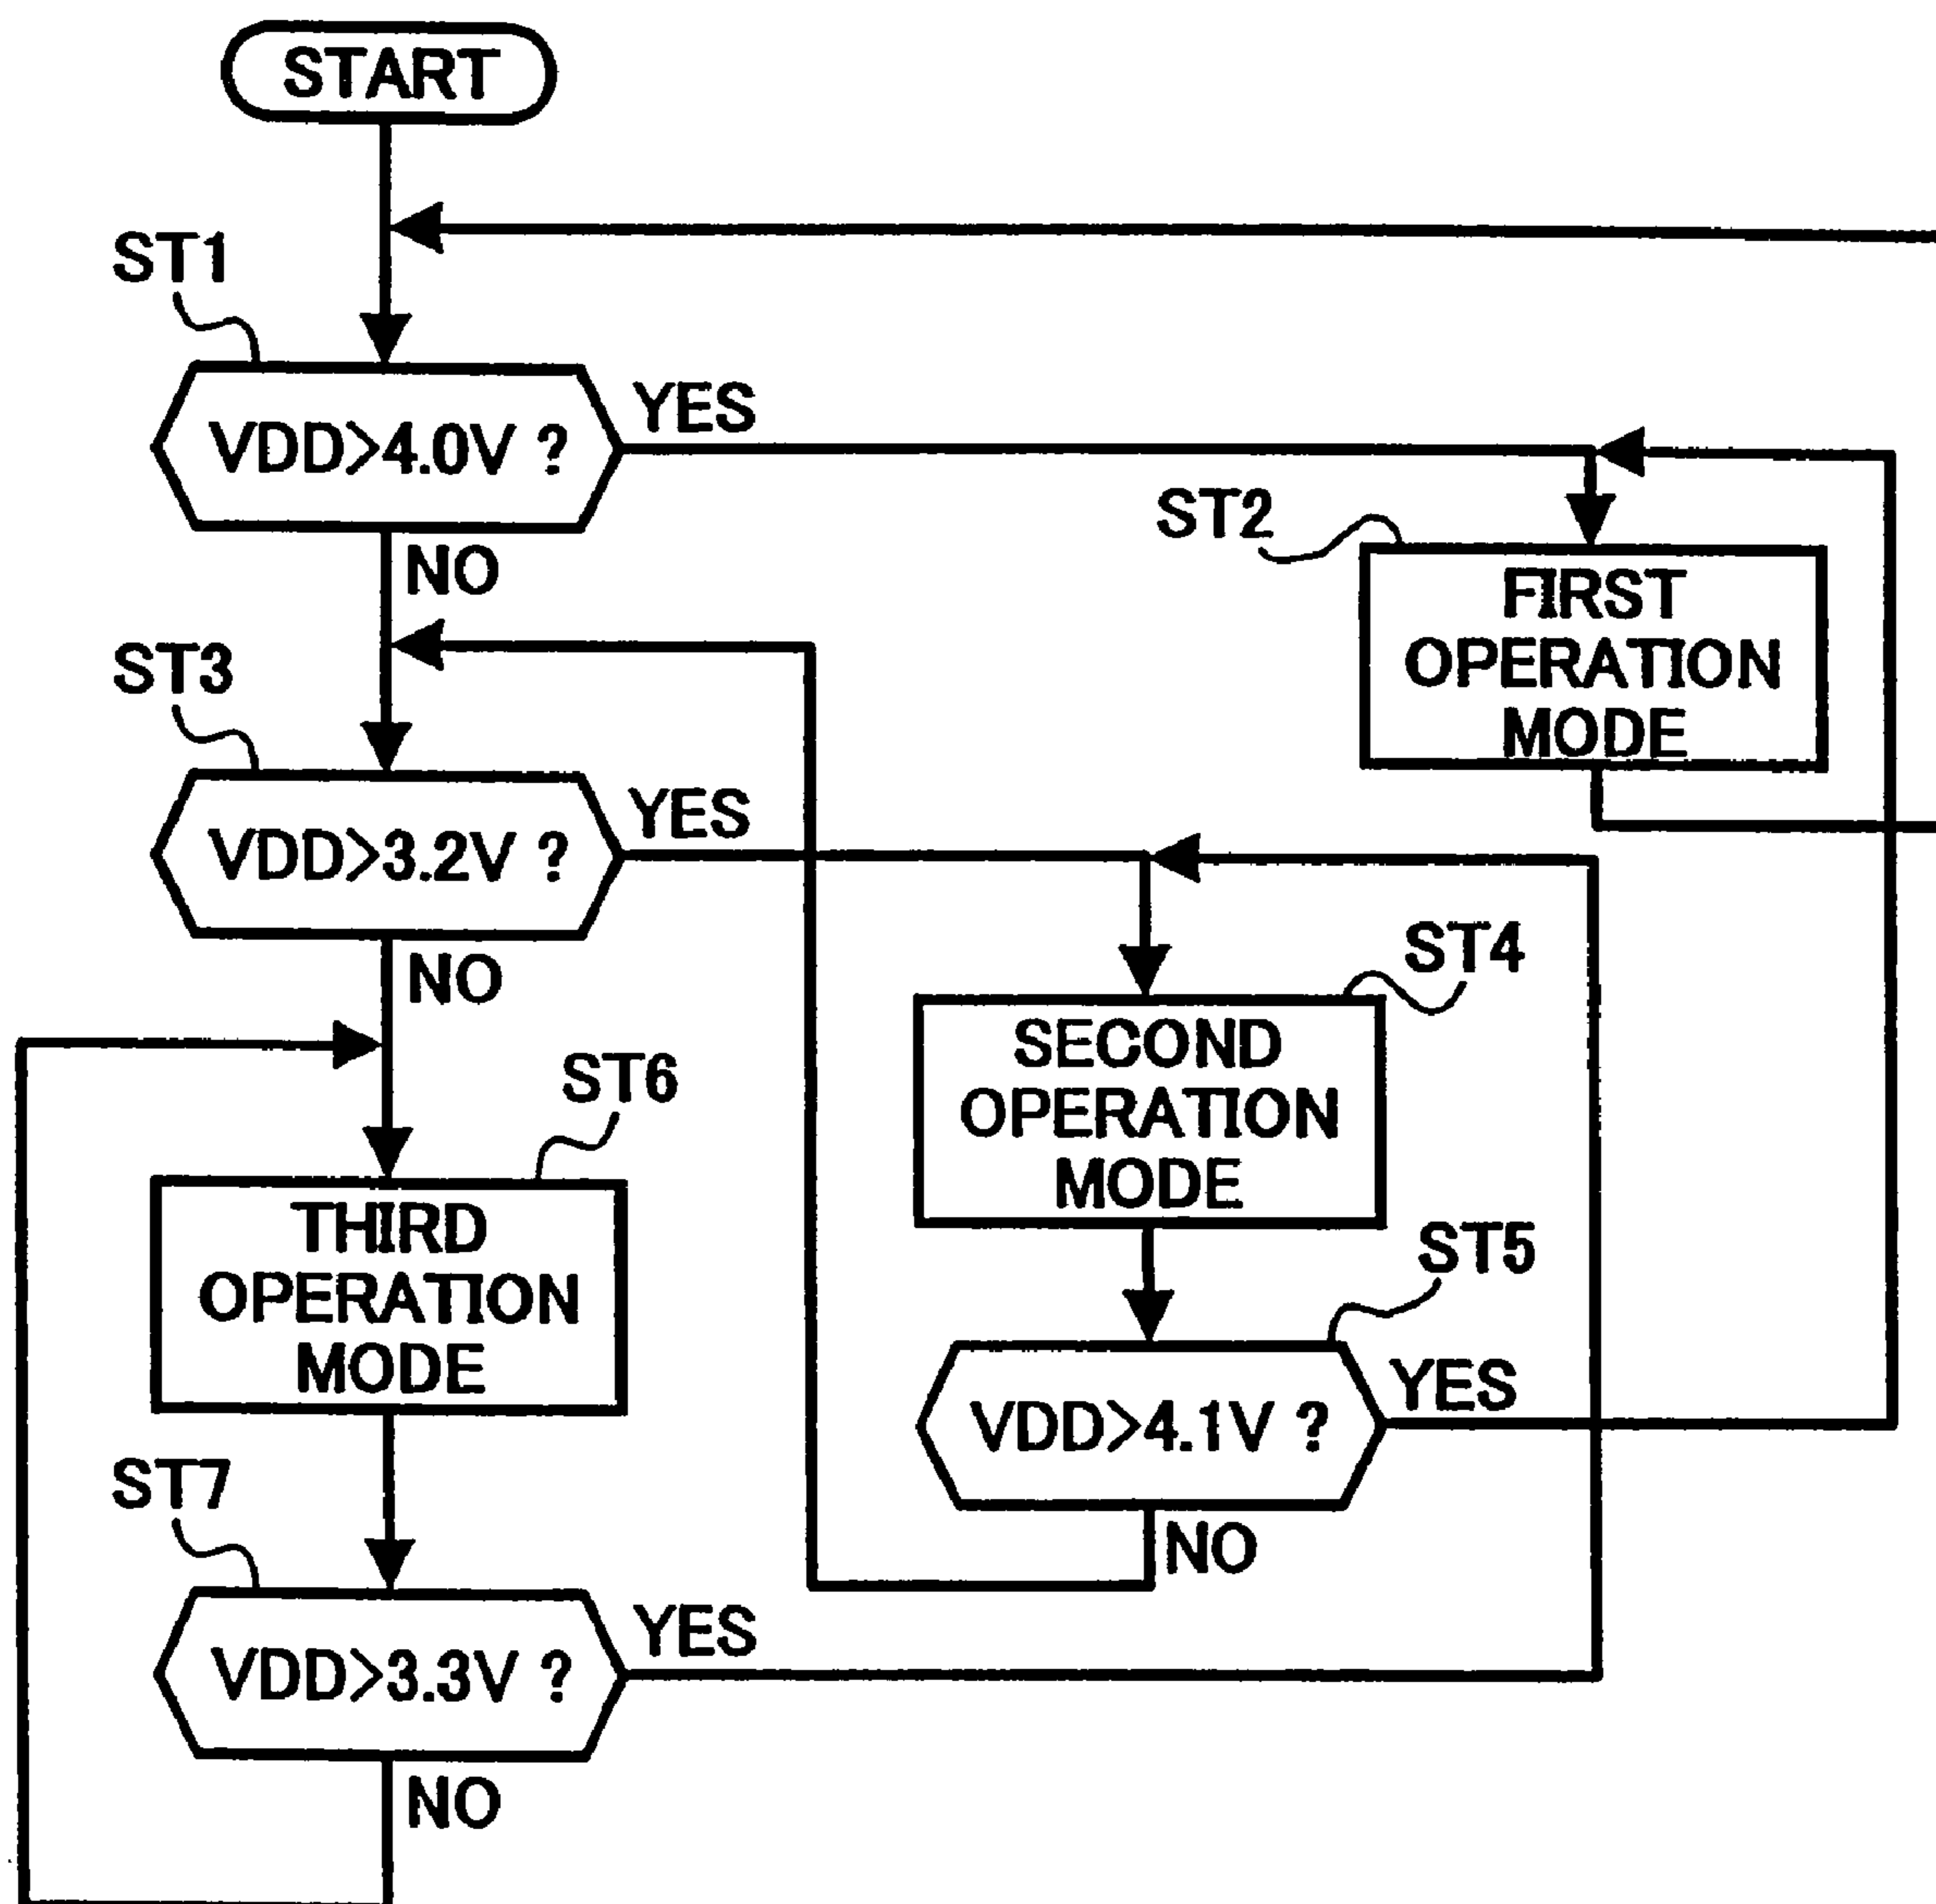 START
ST1
VDD>4.0V ?
YES
NO
ST2
FIRST
OPERATION
MODE
ST3
VDD>3.2V ?
YES
NO
ST4
SECOND
OPERATION
MODE
ST6
THIRD
OPERATION
MODE
ST5
VDD>4.1V ?
YES
NO
ST7
VDD>3.3V ?
YES
NO